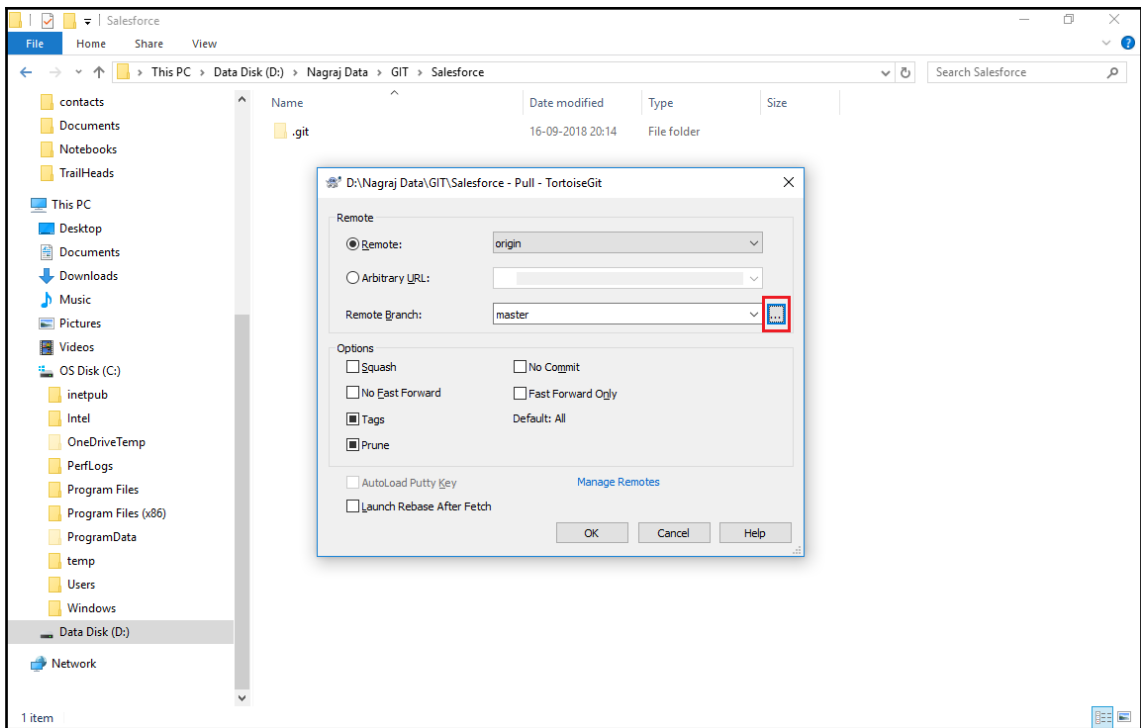 Salesforce
File Home Share View
This PC > Data Disk (D:) > Nagraj Data > GIT > Salesforce
Search Salesforce
contacts
Documents
Notebooks
TrailHeads
This PC
Desktop
Documents
Downloads
Music
Pictures
Videos
OS Disk (C:)
inetpub
Intel
OneDriveTemp
PerfLogs
Program Files
Program Files (x86)
ProgramData
temp
Users
Windows
Data Disk (D:)
Network
1 item
Name Date modified Type Size
.git 16-09-2018 20:14 File folder
D:\Nagraj Data\GIT\Salesforce - Pull - TortoiseGit
Remote
Remote: origin
Arbitrary URL:
Remote Branch: master ...
Options
Squash No Commit
No Fast Forward Fast Forward Only
Tags Default: All
Prune
AutoLoad Putty Key Manage Remotes
Launch Rebase After Fetch
OK Cancel Help